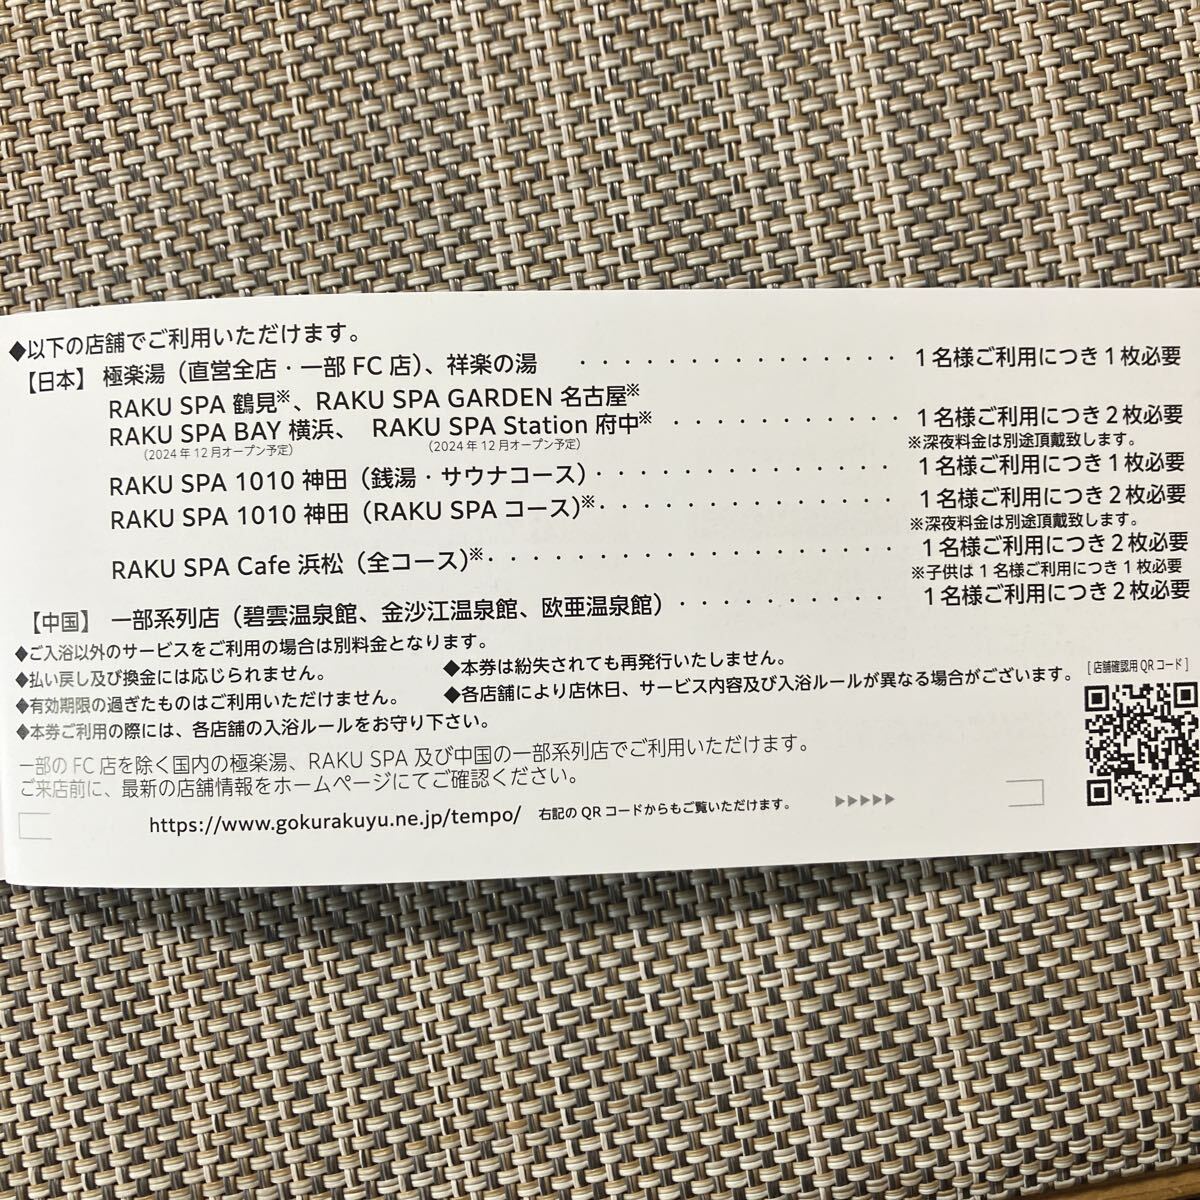 ◆以下の店舗でご利用いただけます。
【日本】 極楽湯（直営全店・一部FC店）、祥楽の湯 ・・・・・・・・・・・・・・・ 1名様ご利用につき1枚必要
RAKU SPA 鶴見※、RAKU SPA GARDEN 名古屋※
RAKU SPA BAY 横浜、 RAKU SPA Station 府中※ ・・・・・・・・・・・ 1名様ご利用につき2枚必要
（2024年12月オープン予定） （2024年12月オープン予定） ※深夜料金は別途頂戴致します。
RAKU SPA 1010 神田（銭湯・サウナコース）・・・・・・・・・・・・・・ 1名様ご利用につき1枚必要
RAKU SPA 1010 神田（RAKU SPA コース）※・・・・・・・・・・・・・・ 1名様ご利用につき2枚必要
※深夜料金は別途頂戴致します。
RAKU SPA Cafe 浜松（全コース）※・・・・・・・・・・・・・・・・・・・ 1名様ご利用につき2枚必要
※子供は1名様ご利用につき1枚必要
【中国】 一部系列店（碧雲温泉館、金沙江温泉館、欧亜温泉館）・・・・・・・・・・ 1名様ご利用につき2枚必要
◆ご入浴以外のサービスをご利用の場合は別料金となります。
◆払い戻し及び換金には応じられません。 ◆本券は紛失されても再発行いたしません。
◆有効期限の過ぎたものはご利用いただけません。 ◆各店舗により店休日、サービス内容及び入浴ルールが異なる場合がございます。
◆本券ご利用の際には、各店舗の入浴ルールをお守り下さい。
［店舗確認用QRコード］
一部のFC店を除く国内の極楽湯、RAKU SPA 及び中国の一部系列店でご利用いただけます。
ご来店前に、最新の店舗情報をホームページにてご確認ください。
https://www.gokurakuyu.ne.jp/tempo/ 右記のQRコードからもご覧いただけます。 ▶▶▶▶▶